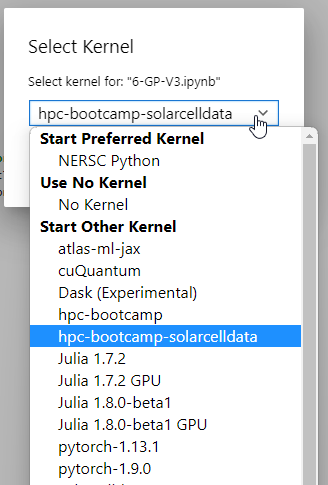 Select Kernel
Select kernel for: "6-GP-V3.ipynb"
hpc-bootcamp-solarcelldata
Start Preferred Kernel
NERSC Python
Use No Kernel
No Kernel
Start Other Kernel
atlas-ml-jax
cuQuantum
Dask (Experimental)
hpc-bootcamp
hpc-bootcamp-solarcelldata
Julia 1.7.2
Julia 1.7.2 GPU
Julia 1.8.0-beta1
Julia 1.8.0-beta1 GPU
pytorch-1.13.1
pytorch-1.9.0